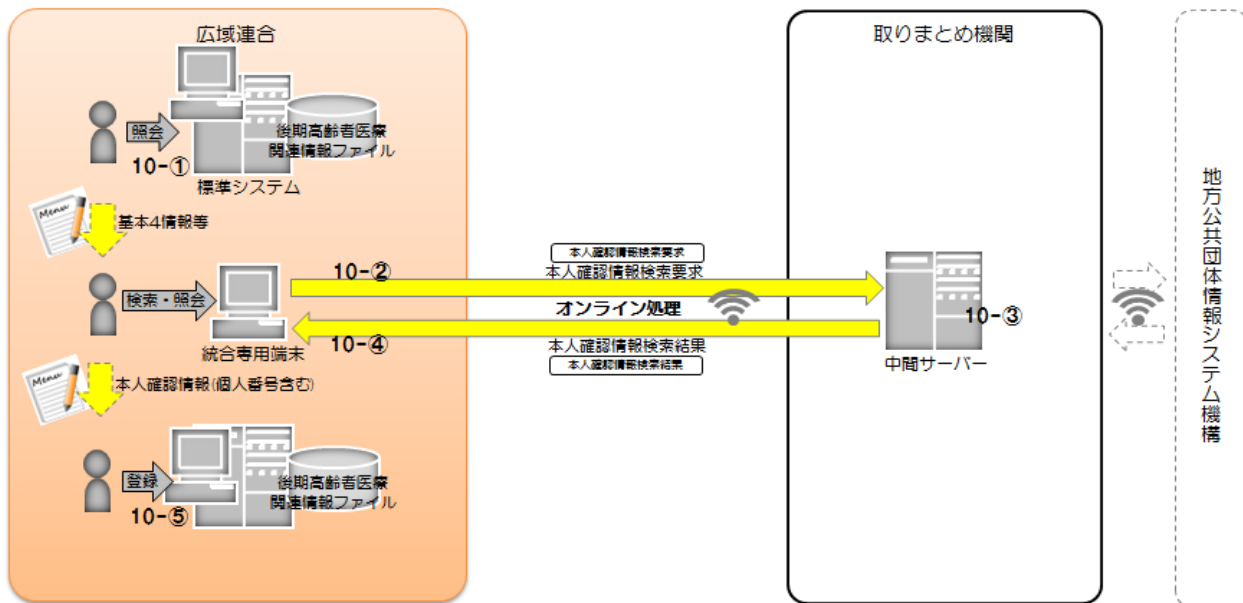 広域連合
照会
10-①
後期高齢者医療
関連情報ファイル
標準システム
Menu
基本4情報等
検索・照会
統合専用端末
10-②
本人確認情報検索要求
本人確認情報検索要求
オンライン処理
10-④
本人確認情報検索結果
本人確認情報検索結果
Menu
本人確認情報(個人番号含む)
登録
10-⑤
後期高齢者医療
関連情報ファイル
取りまとめ機関
10-③
中間サーバー
地方公共団体情報システム機構